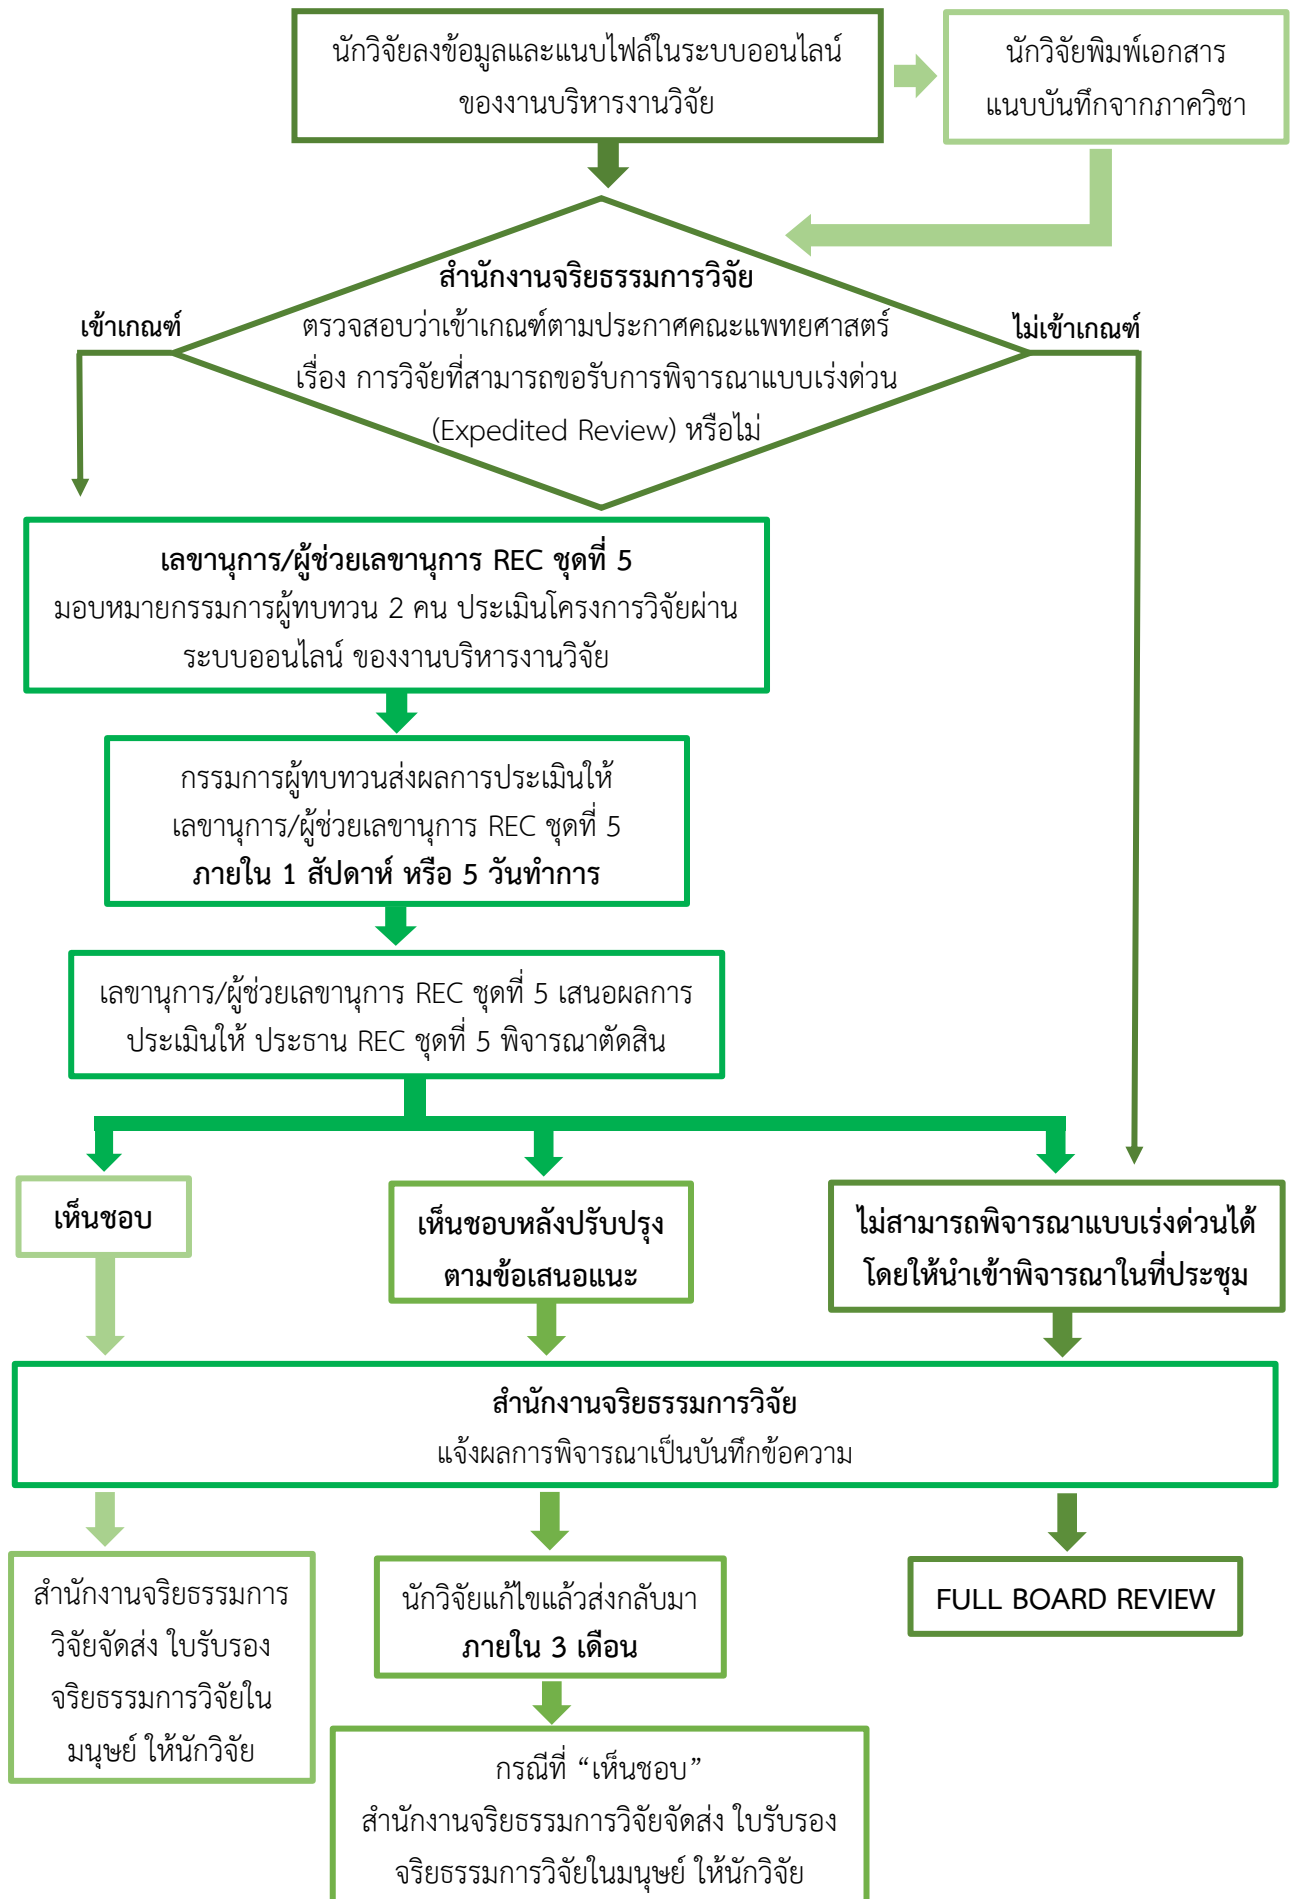 นักวิจัยลงข้อมูลและแนบไฟล์ในระบบออนไลน์
ของงานบริหารงานวิจัย
นักวิจัยพิมพ์เอกสาร
แนบบันทึกจากภาควิชา
สำนักงานจริยธรรมการวิจัย
ตรวจสอบว่าเข้าเกณฑ์ตามประกาศคณะแพทยศาสตร์
เรื่อง การวิจัยที่สามารถขอรับการพิจารณาแบบเร่งด่วน
(Expedited Review) หรือไม่
เข้าเกณฑ์
ไม่เข้าเกณฑ์
เลขานุการ/ผู้ช่วยเลขานุการ REC ชุดที่ 5
มอบหมายกรรมการผู้ทบทวน 2 คน ประเมินโครงการวิจัยผ่าน
ระบบออนไลน์ ของงานบริหารงานวิจัย
กรรมการผู้ทบทวนส่งผลการประเมินให้
เลขานุการ/ผู้ช่วยเลขานุการ REC ชุดที่ 5
ภายใน 1 สัปดาห์ หรือ 5 วันทำการ
เลขานุการ/ผู้ช่วยเลขานุการ REC ชุดที่ 5 เสนอผลการ
ประเมินให้ ประธาน REC ชุดที่ 5 พิจารณาตัดสิน
เห็นชอบ
เห็นชอบหลังปรับปรุง
ตามข้อเสนอแนะ
ไม่สามารถพิจารณาแบบเร่งด่วนได้
โดยให้นำเข้าพิจารณาในที่ประชุม
สำนักงานจริยธรรมการวิจัย
แจ้งผลการพิจารณาเป็นบันทึกข้อความ
สำนักงานจริยธรรมการ
วิจัยจัดส่ง ใบรับรอง
จริยธรรมการวิจัยใน
มนุษย์ ให้นักวิจัย
นักวิจัยแก้ไขแล้วส่งกลับมา
ภายใน 3 เดือน
FULL BOARD REVIEW
กรณีที่ “เห็นชอบ”
สำนักงานจริยธรรมการวิจัยจัดส่ง ใบรับรอง
จริยธรรมการวิจัยในมนุษย์ ให้นักวิจัย